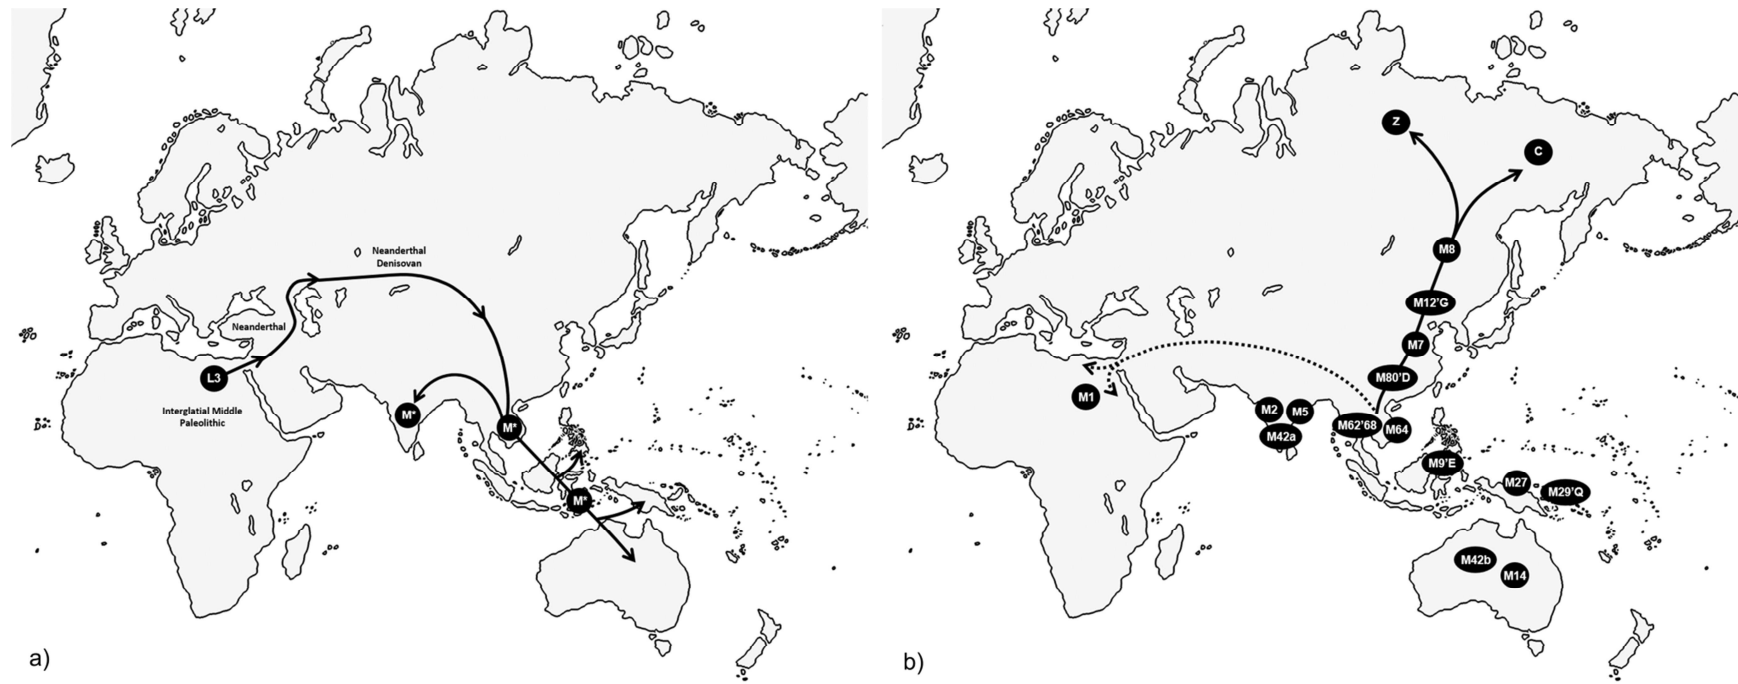 Neanderthal
Denisovan
Neanderthal
L3
Interglatial Middle
Paleolithic
M*
M*
M*
a)
Z
C
M8
M12'G
M7
M80'D
M1
M2
M5
M42a
M62'68
M64
M9'E
M27
M29'Q
M42b
M14
b)